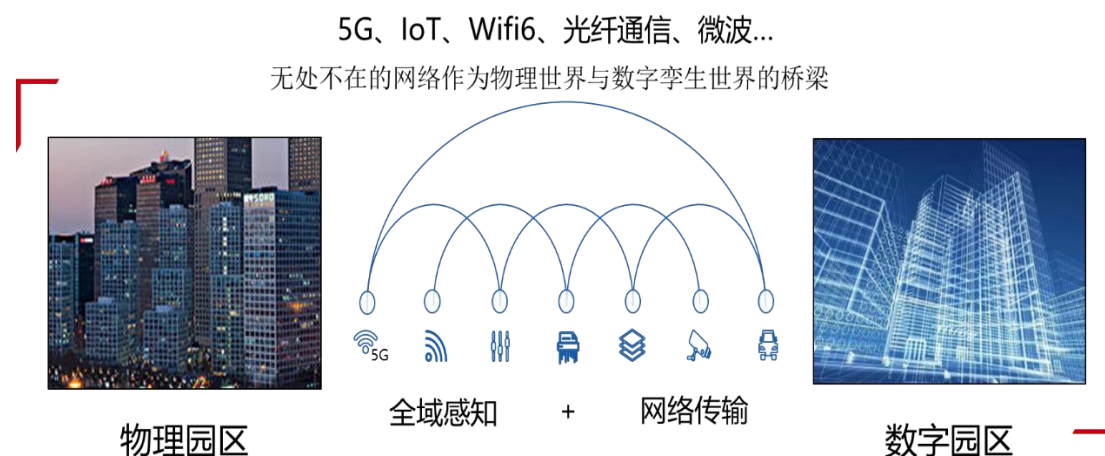 5G、IoT、Wifi6、光纤通信、微波...
无处不在的网络作为物理世界与数字孪生世界的桥梁
SOHO
5G
全域感知 + 网络传输
物理园区
数字园区